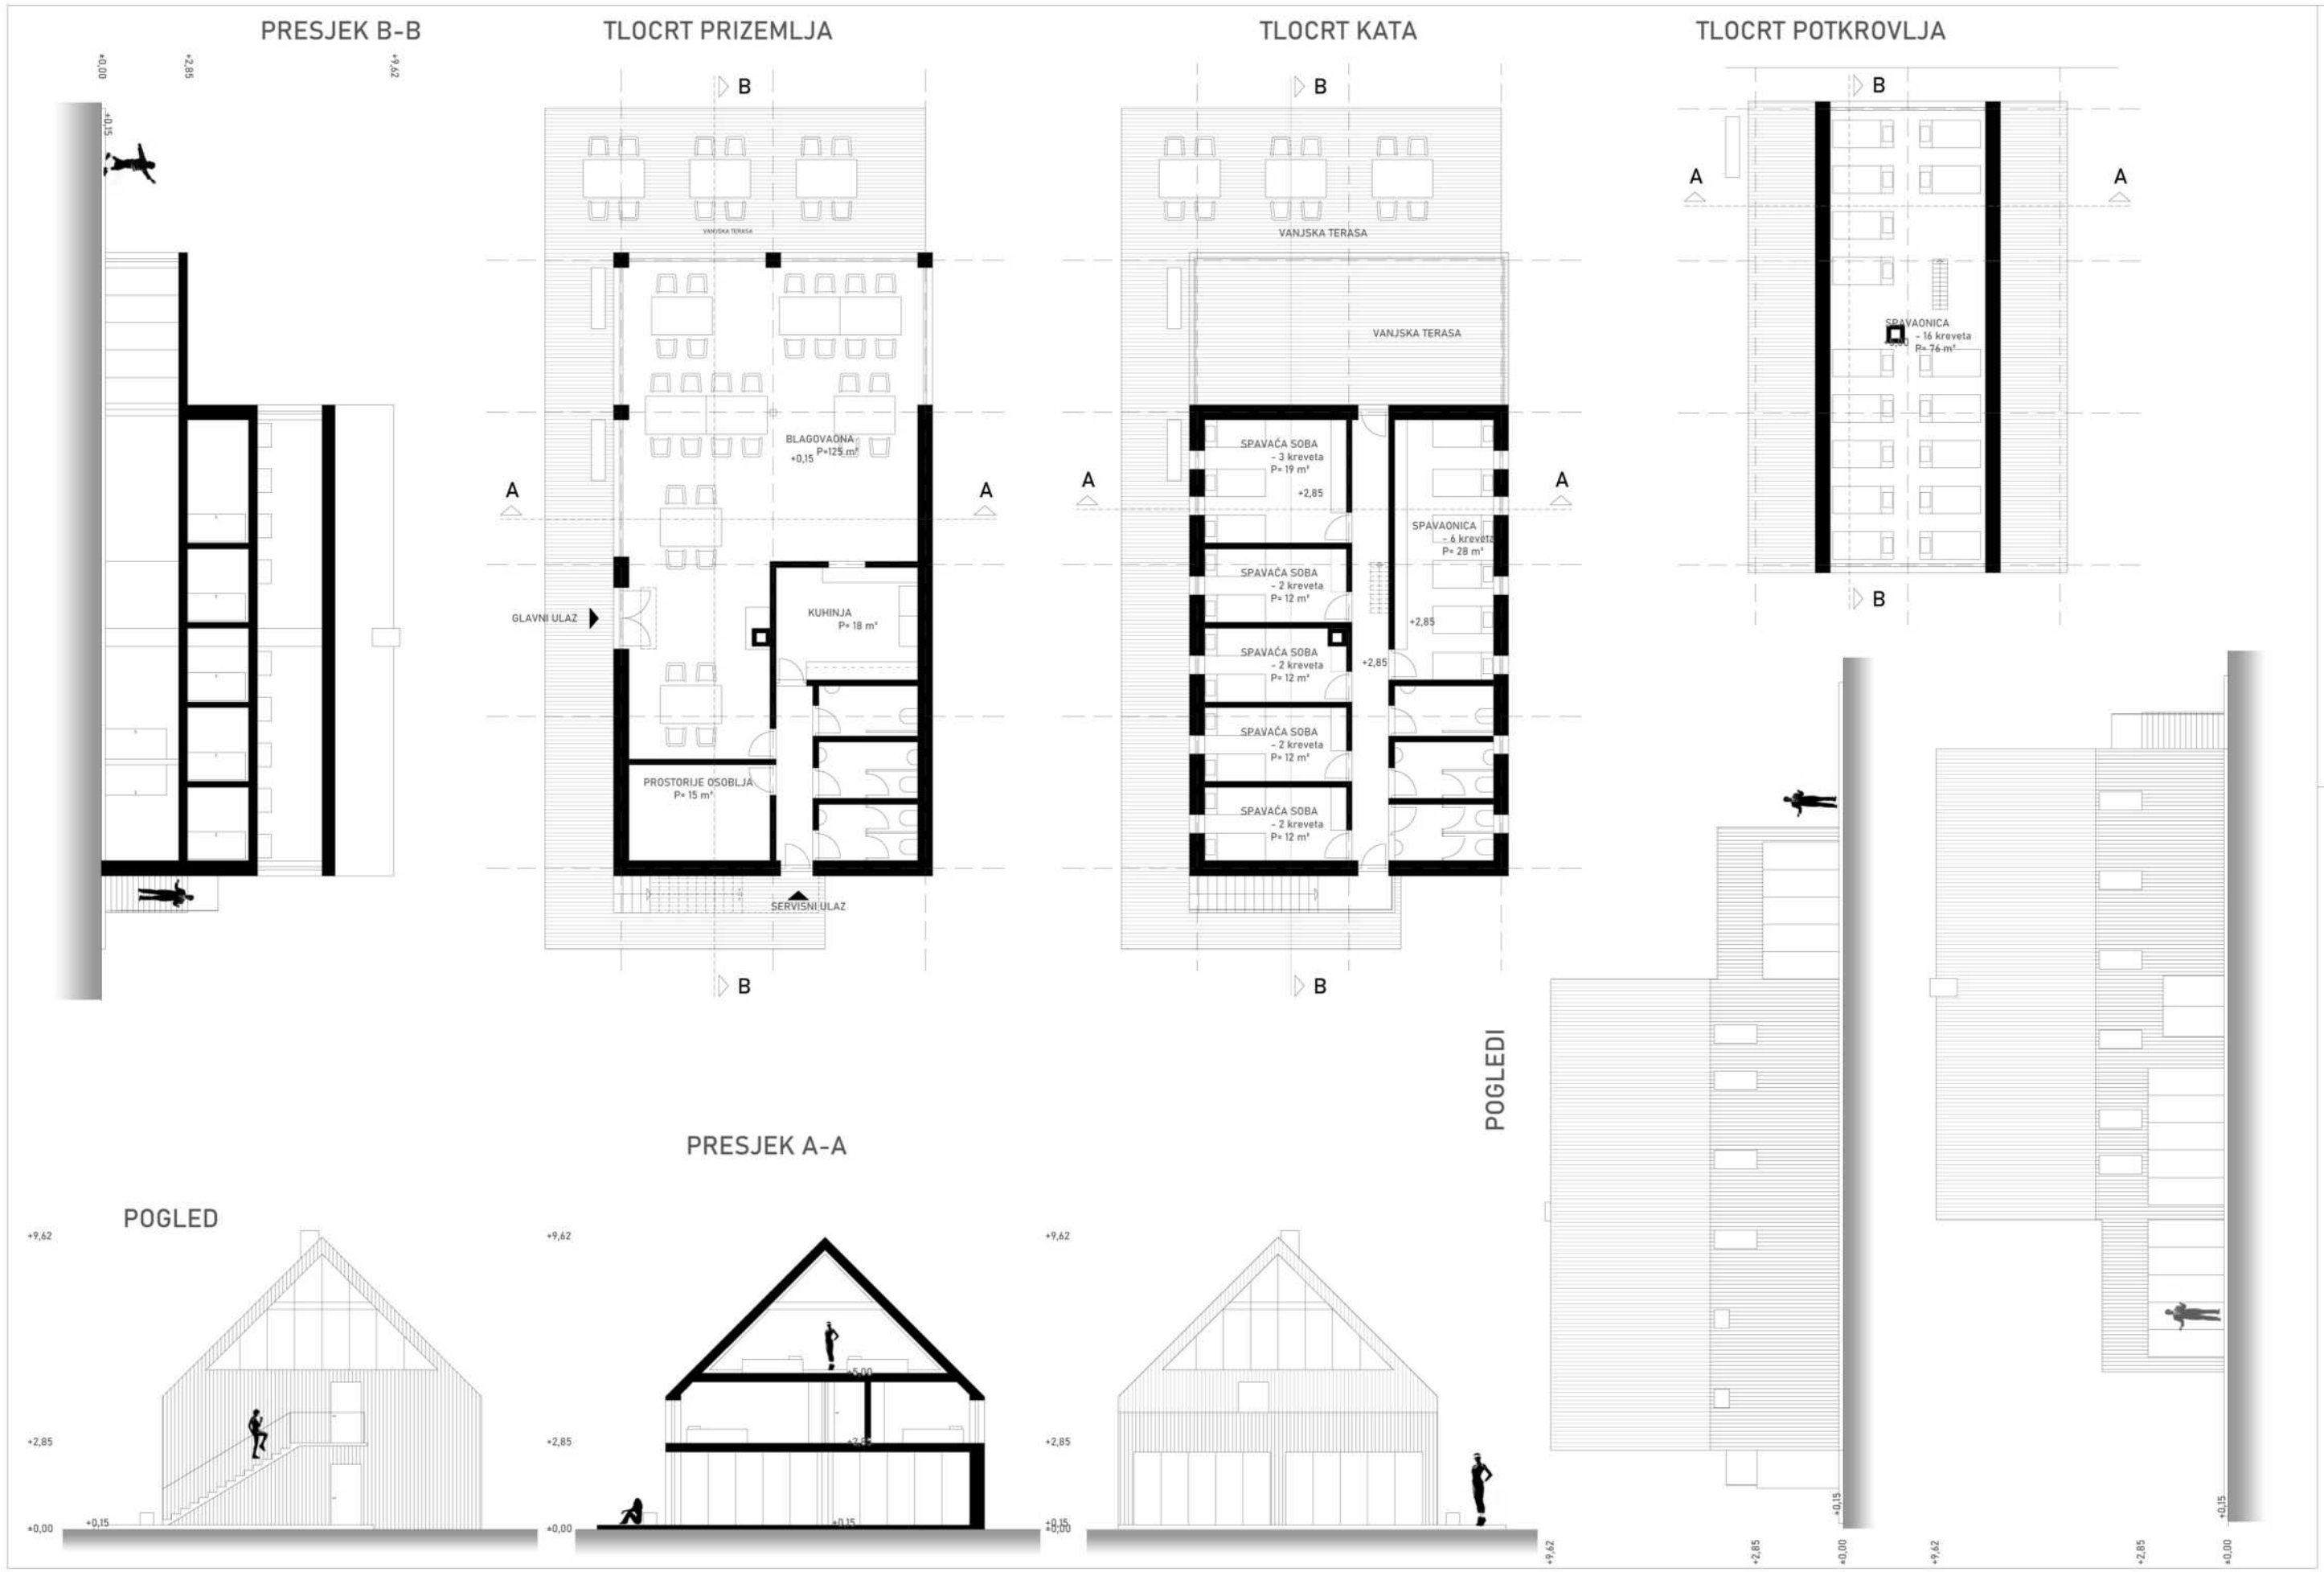 PRESJEK B-B
TLOCRT PRIZEMLJA
TLOCRT KATA
TLOCRT POTKROVLJA
±0,00
+2,85
+9,62
+0,15
B
VANJSKA TERASA
BLAGOVAONA
P=125 m²
+0,15
A
A
GLAVNI ULAZ
KUHINJA
P= 18 m²
PROSTORIJE OSOBLJA
P= 15 m²
SERVISNI ULAZ
B
B
VANJSKA TERASA
VANJSKA TERASA
SPAVAĆA SOBA
- 3 kreveta
P= 19 m²
+2,85
A
A
SPAVAONICA
- 6 kreveta
P= 28 m²
SPAVAĆA SOBA
- 2 kreveta
P= 12 m²
+2,85
SPAVAĆA SOBA
- 2 kreveta
P= 12 m²
+2,85
SPAVAĆA SOBA
- 2 kreveta
P= 12 m²
SPAVAĆA SOBA
- 2 kreveta
P= 12 m²
B
B
A
A
SPAVAONICA
- 16 kreveta
P= 76 m²
B
POGLEDI
+9,62
+2,85
±0,00
+0,15
+9,62
+2,85
±0,00
+0,15
POGLED
+9,62
+2,85
+0,15
±0,00
PRESJEK A-A
+9,62
+5,00
+2,85
+2,85
+0,15
±0,00
+9,62
+2,85
+0,15
±0,00